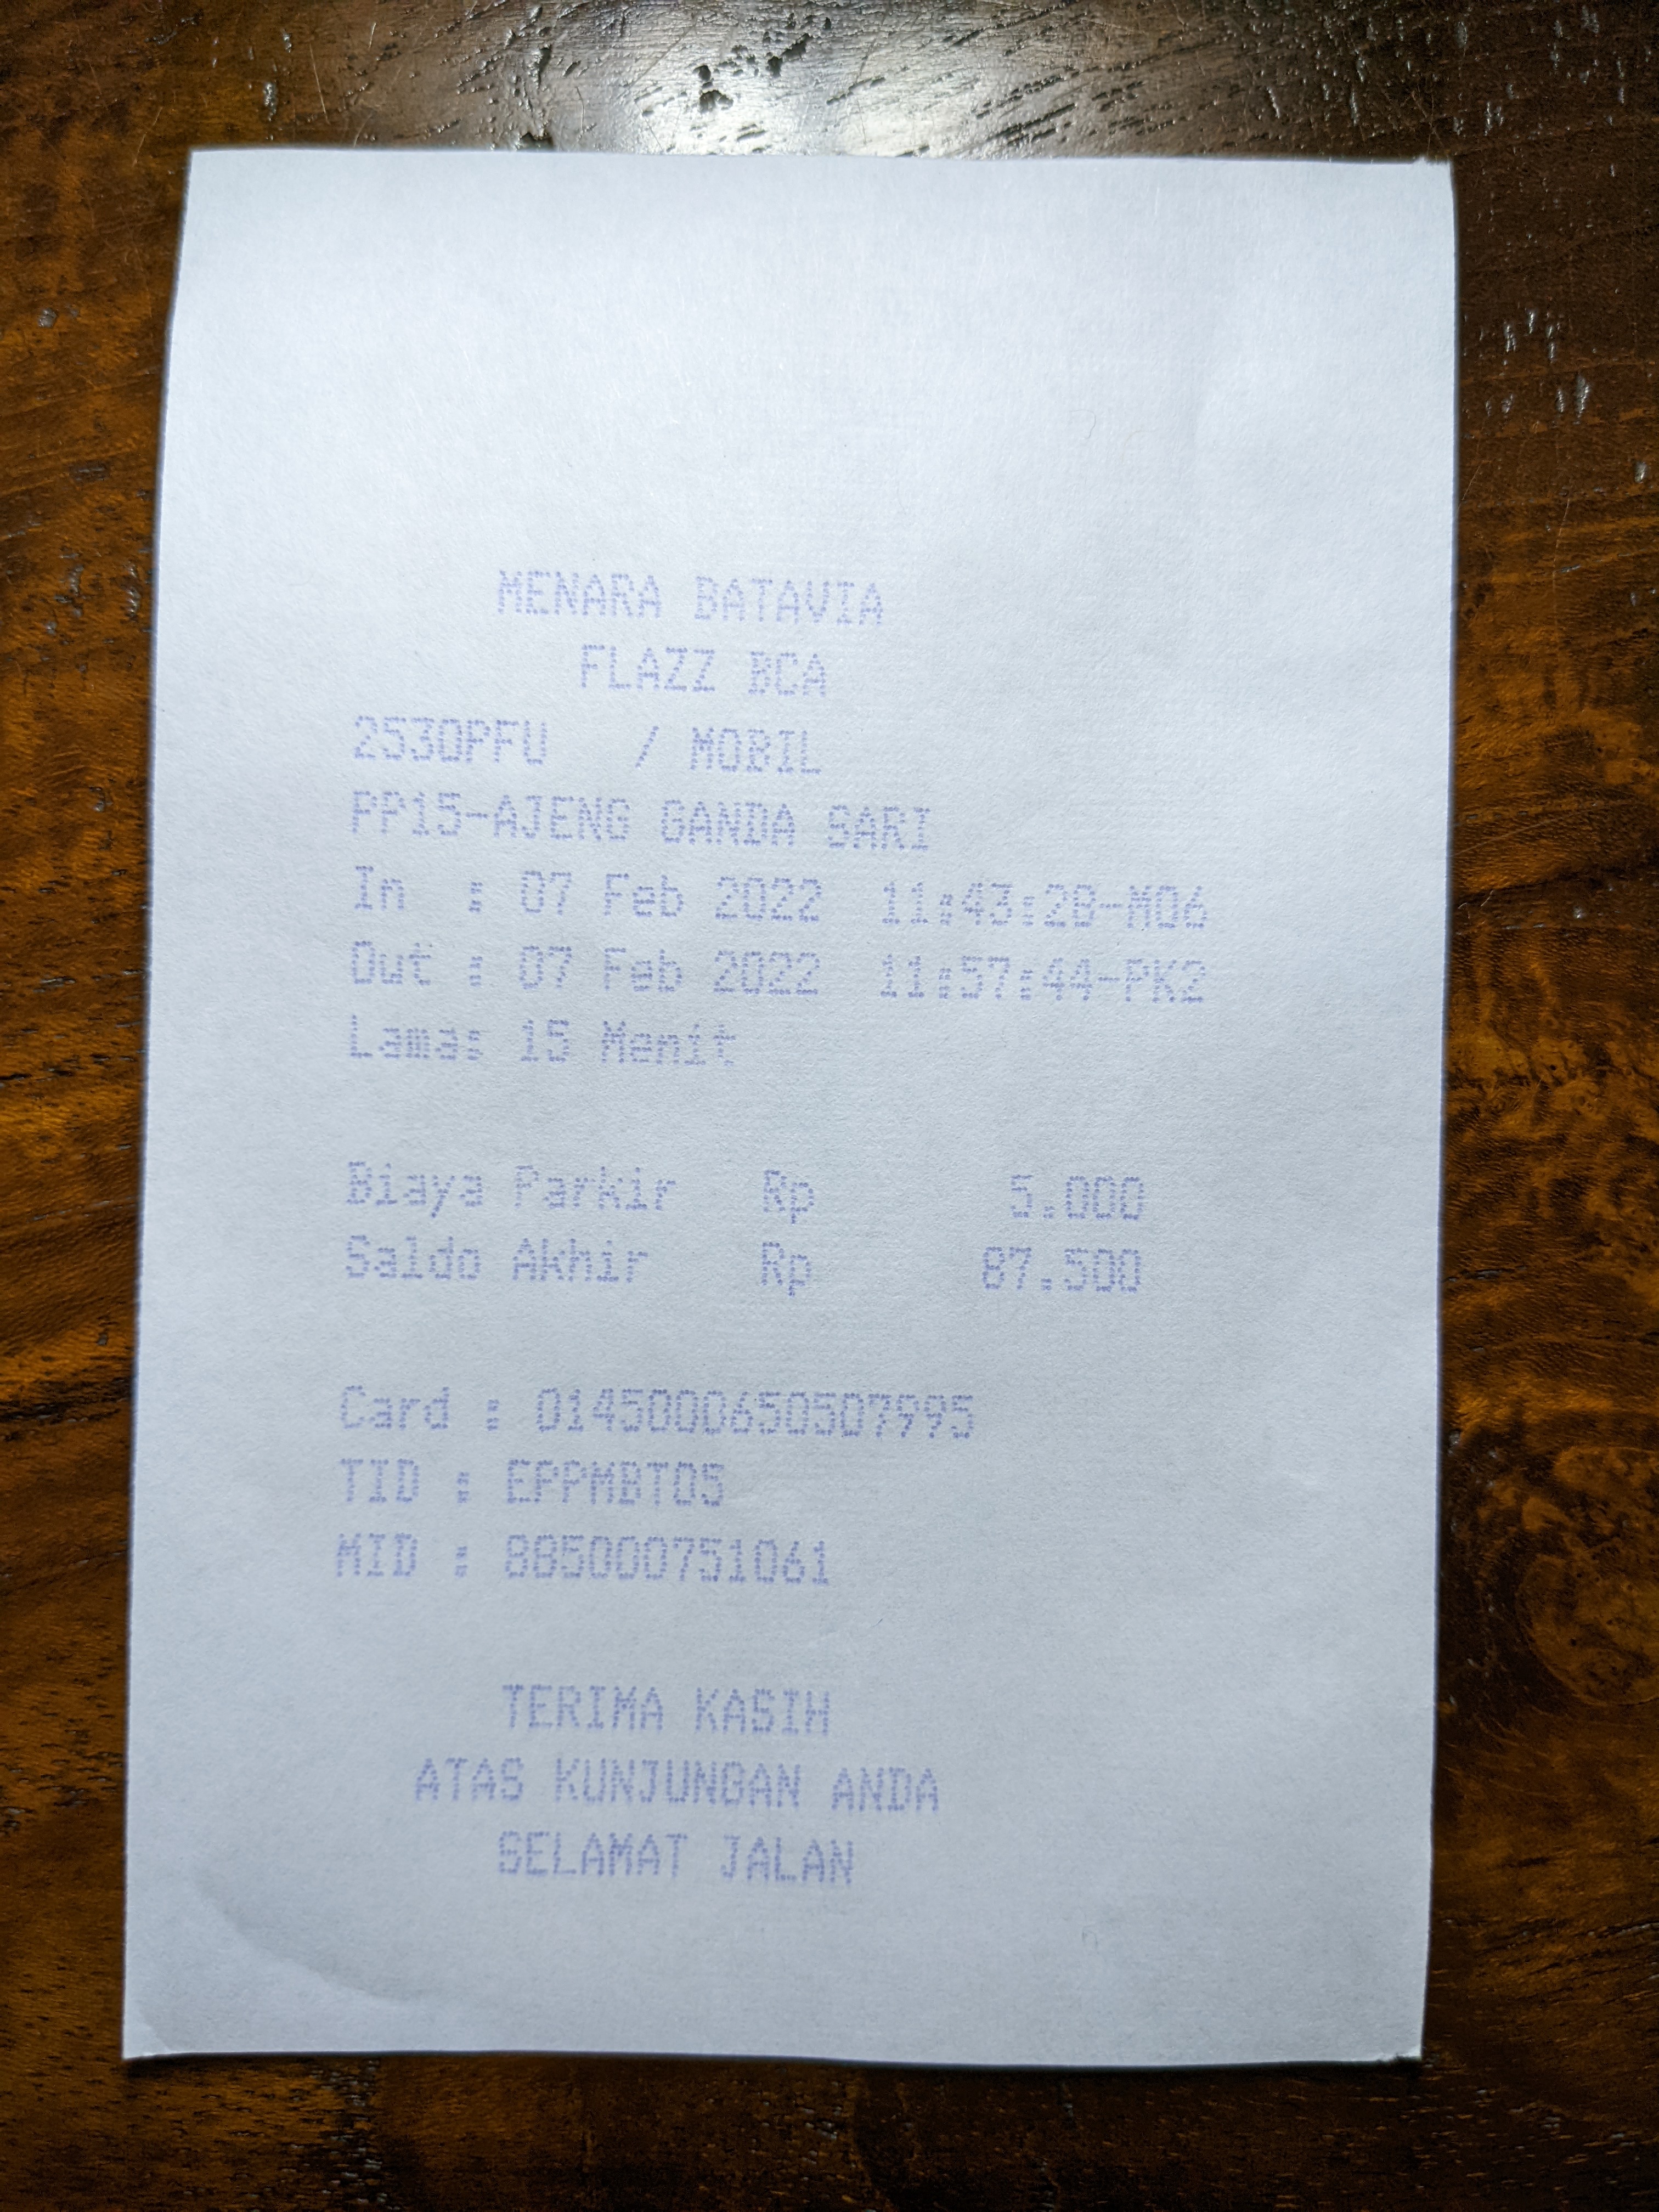 MENARA BATAVIA
FLAZZ BCA
2530PFU / MOBIL
PP15-AJENG GANDA SARI
In : 07 Feb 2022 11:43:28-M06
Out : 07 Feb 2022 11:57:44-PK2
Lama: 15 Menit
Biaya Parkir Rp 5.000
Saldo Akhir Rp 87.500
Card : 0145000650507995
TID : EPPMBT05
MID : 885000751061
TERIMA KASIH
ATAS KUNJUNGAN ANDA
SELAMAT JALAN